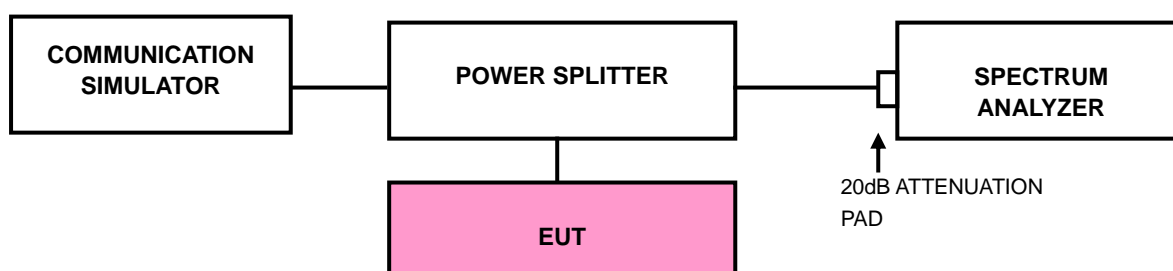 COMMUNICATION
SIMULATOR
POWER SPLITTER
SPECTRUM
ANALYZER
20dB ATTENUATION
PAD
EUT